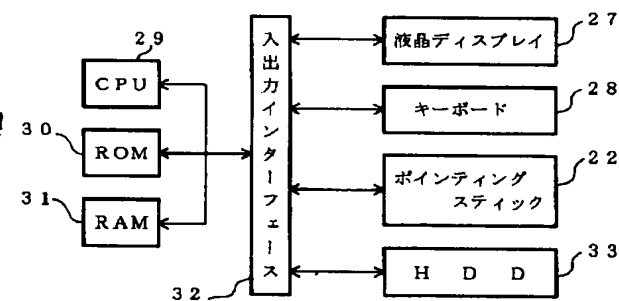 29
CPU
30
ROM
31
RAM
入出力インターフェース
32
液晶ディスプレイ
27
キーボード
28
ポインティング
スティック
22
HDD
33